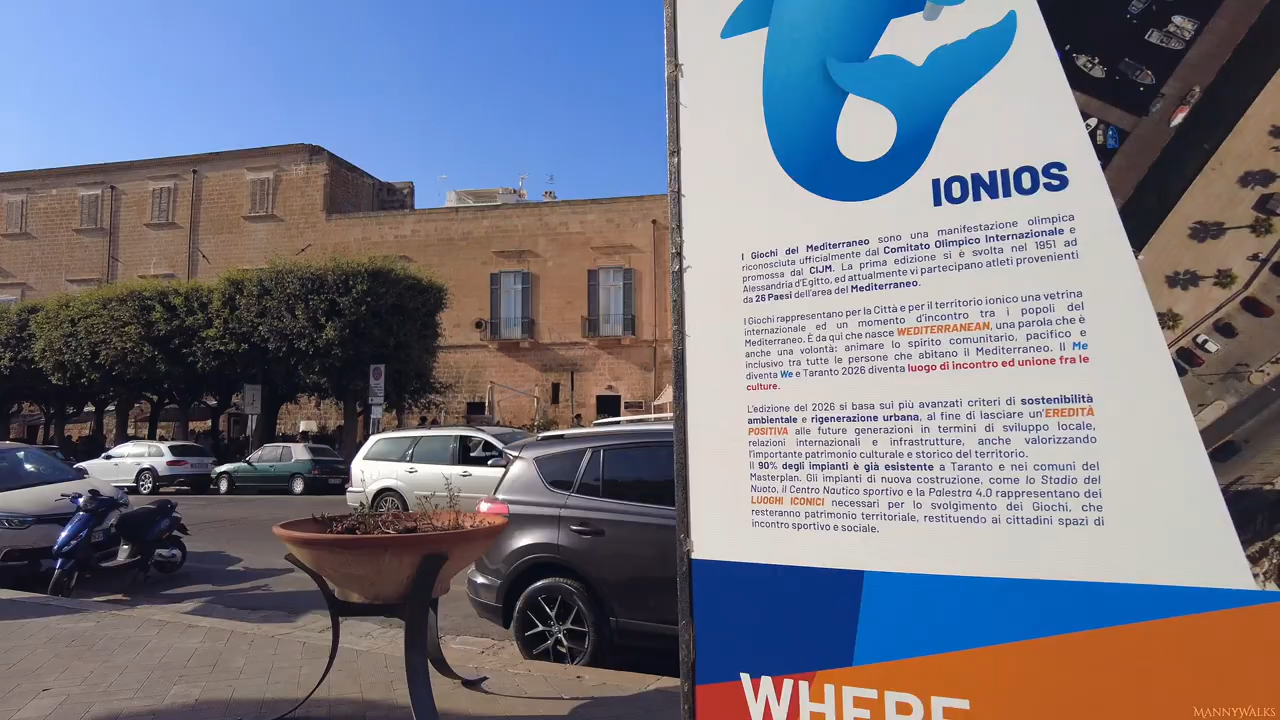 IONIOS
I Giochi del Mediterraneo sono una manifestazione olimpica
riconosciuta ufficialmente dal Comitato Olimpico Internazionale e
promossa dal CIJM. La prima edizione si è svolta nel 1951 ad
Alessandria d'Egitto, ed attualmente vi partecipano atleti provenienti
da 26 Paesi dell'area del Mediterraneo.
I Giochi rappresentano per la Città e per il territorio ionico una vetrina
internazionale ed un momento d'incontro tra i popoli del
Mediterraneo. È da qui che nasce WEDITERRANEAN, una parola che è
anche una volontà: animare lo spirito comunitario, pacifico e
inclusivo tra tutte le persone che abitano il Mediterraneo. Il Me
diventa We e Taranto 2026 diventa luogo di incontro ed unione fra le
culture.
L'edizione del 2026 si basa sui più avanzati criteri di sostenibilità
ambientale e rigenerazione urbana, al fine di lasciare un'EREDITÀ
POSITIVA alle future generazioni in termini di sviluppo locale,
relazioni internazionali e infrastrutture, anche valorizzando
l'importante patrimonio culturale e storico del territorio.
Il 90% degli impianti è già esistente a Taranto e nei comuni del
Masterplan. Gli impianti di nuova costruzione, come lo Stadio del
Nuoto, il Centro Nautico sportivo e la Palestra 4.0 rappresentano dei
LUOGHI ICONICI necessari per lo svolgimento dei Giochi, che
resteranno patrimonio territoriale, restituendo ai cittadini spazi di
incontro sportivo e sociale.
WHERE
MANNYWALKS